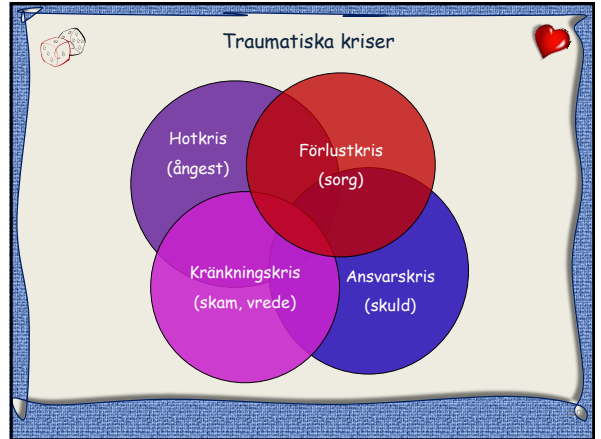 Traumatiska kriser
Hotkris
(ångest)
Förlustkris
(sorg)
Kränkningskris
(skam, vrede)
Ansvarskris
(skuld)